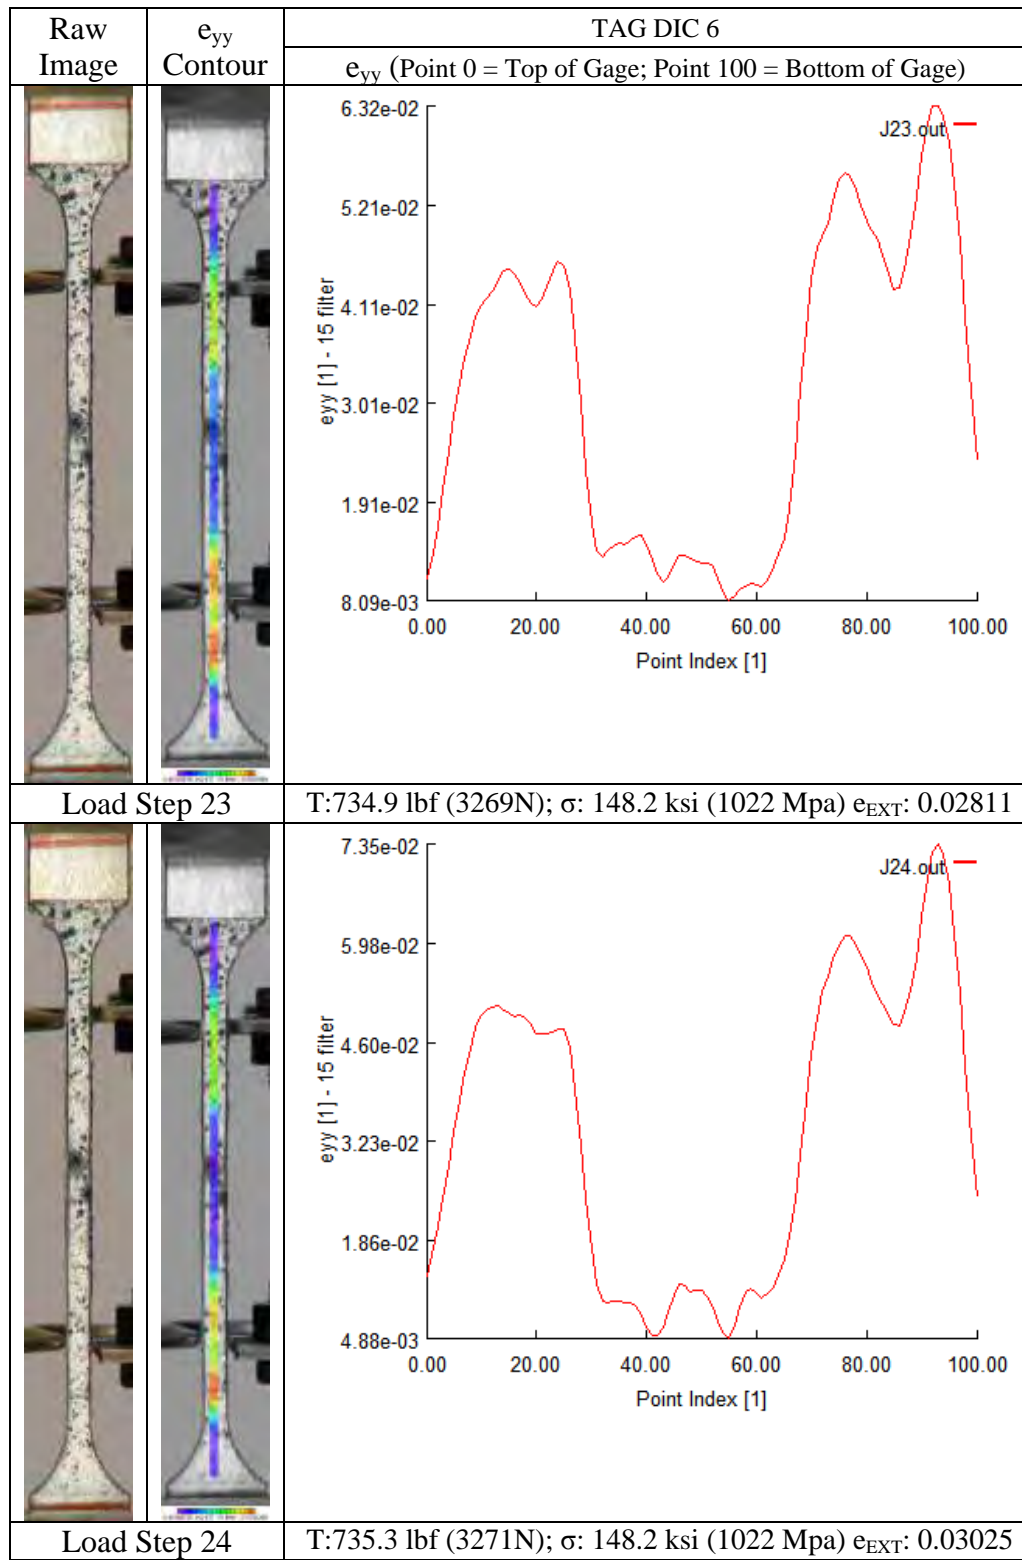 Raw Image
e_yy Contour
TAG DIC 6
e_yy (Point 0 = Top of Gage; Point 100 = Bottom of Gage)
6.32e-02
J23.out
5.21e-02
4.11e-02
3.01e-02
1.91e-02
8.09e-03
eyy [1] - 15 filter
0.00 20.00 40.00 60.00 80.00 100.00
Point Index [1]
Load Step 23
T:734.9 lbf (3269N); σ: 148.2 ksi (1022 Mpa) e_EXT: 0.02811
7.35e-02
J24.out
5.98e-02
4.60e-02
3.23e-02
1.86e-02
4.88e-03
eyy [1] - 15 filter
0.00 20.00 40.00 60.00 80.00 100.00
Point Index [1]
Load Step 24
T:735.3 lbf (3271N); σ: 148.2 ksi (1022 Mpa) e_EXT: 0.03025